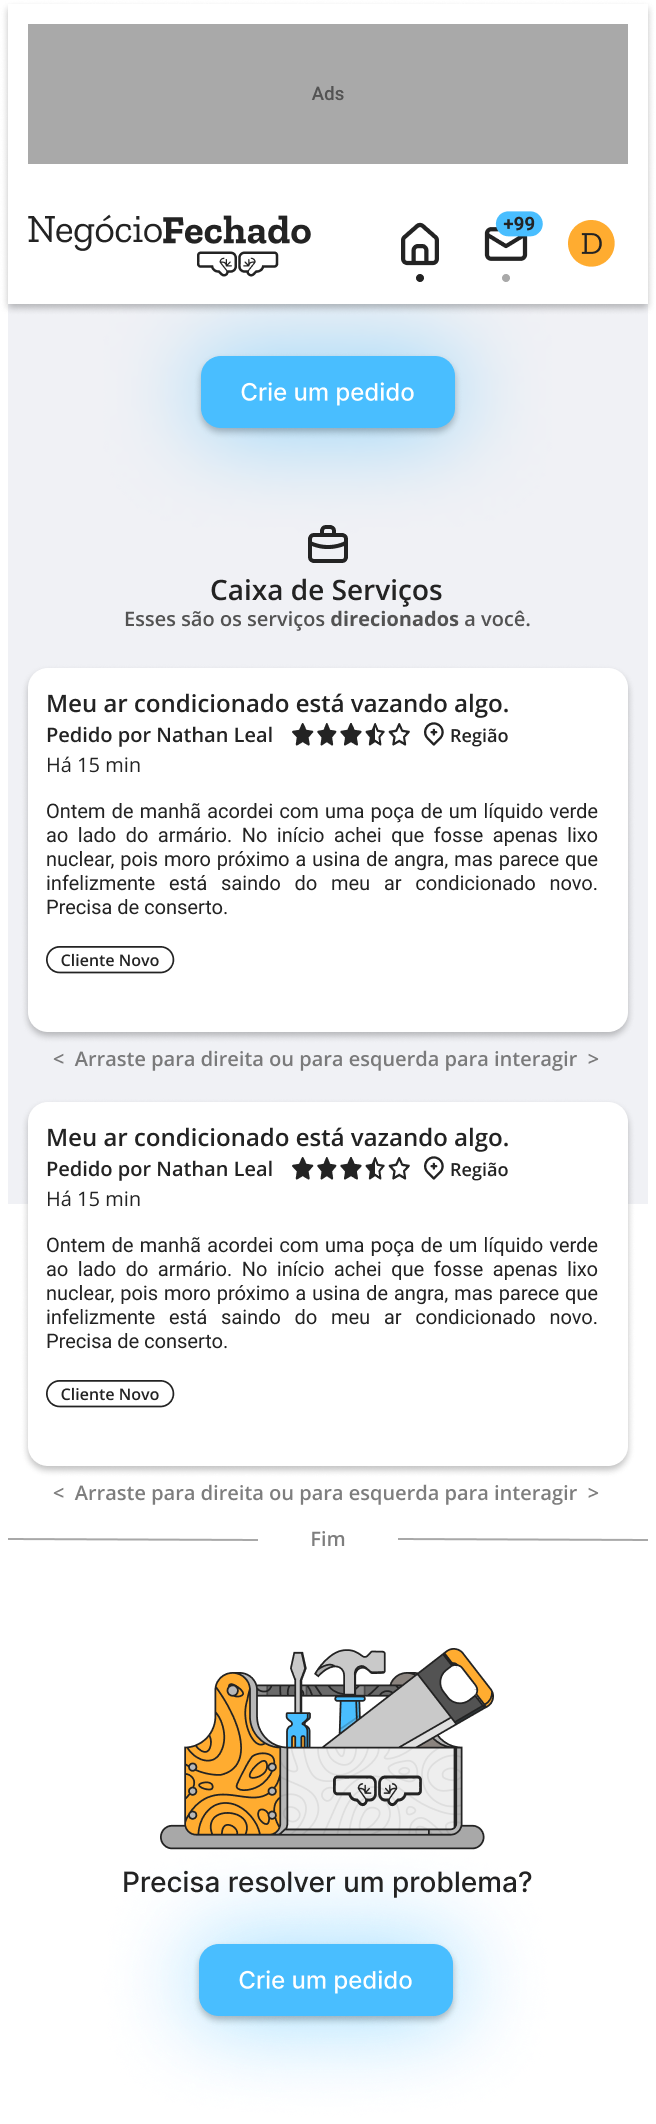 Ads
NegócioFechado
+99
D
Crie um pedido
Caixa de Serviços
Esses são os serviços direcionados a você.
Meu ar condicionado está vazando algo.
Pedido por Nathan Leal Região
Há 15 min
Ontem de manhã acordei com uma poça de um líquido verde
ao lado do armário. No início achei que fosse apenas lixo
nuclear, pois moro próximo a usina de angra, mas parece que
infelizmente está saindo do meu ar condicionado novo.
Precisa de conserto.
Cliente Novo
< Arraste para direita ou para esquerda para interagir >
Meu ar condicionado está vazando algo.
Pedido por Nathan Leal Região
Há 15 min
Ontem de manhã acordei com uma poça de um líquido verde
ao lado do armário. No início achei que fosse apenas lixo
nuclear, pois moro próximo a usina de angra, mas parece que
infelizmente está saindo do meu ar condicionado novo.
Precisa de conserto.
Cliente Novo
< Arraste para direita ou para esquerda para interagir >
Fim
Precisa resolver um problema?
Crie um pedido